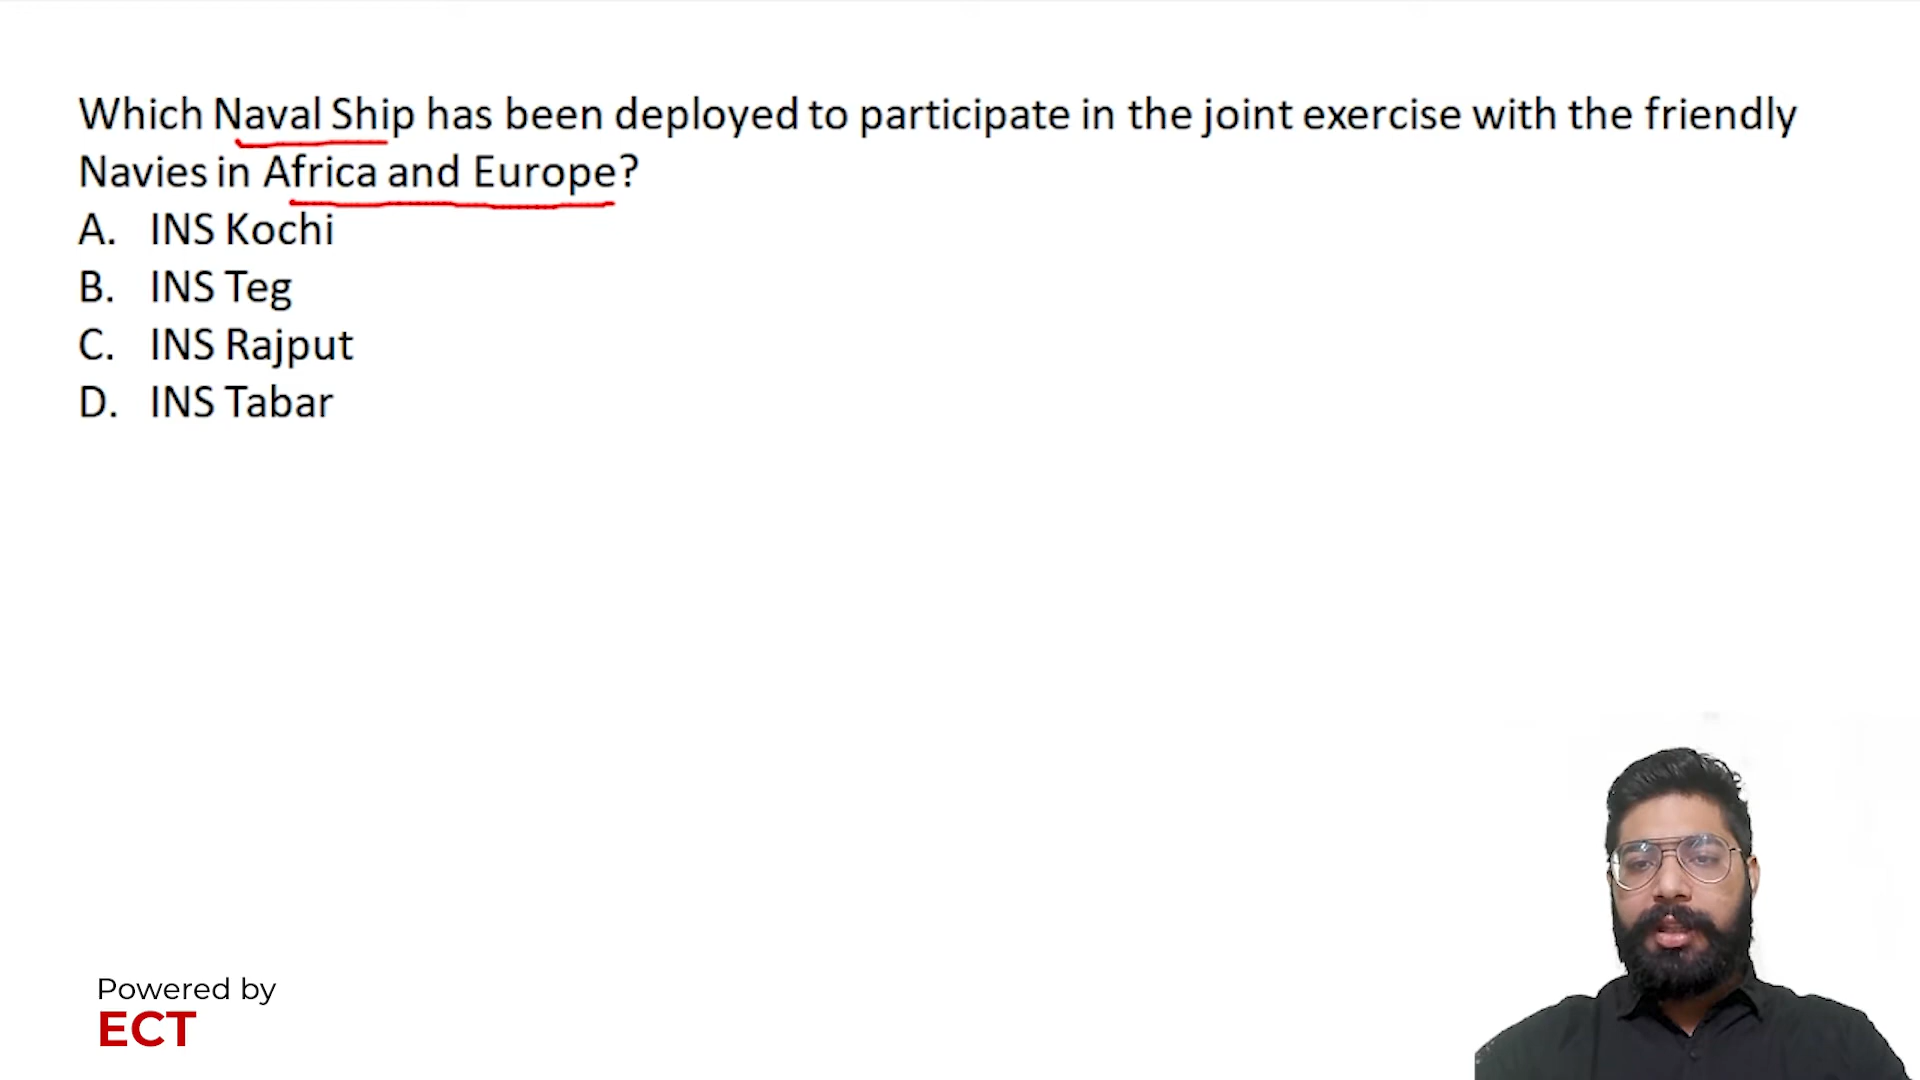 Which Naval Ship has been deployed to participate in the joint exercise with the friendly
Navies in Africa and Europe?
A. INS Kochi
B. INS Teg
C. INS Rajput
D. INS Tabar
Powered by
ECT